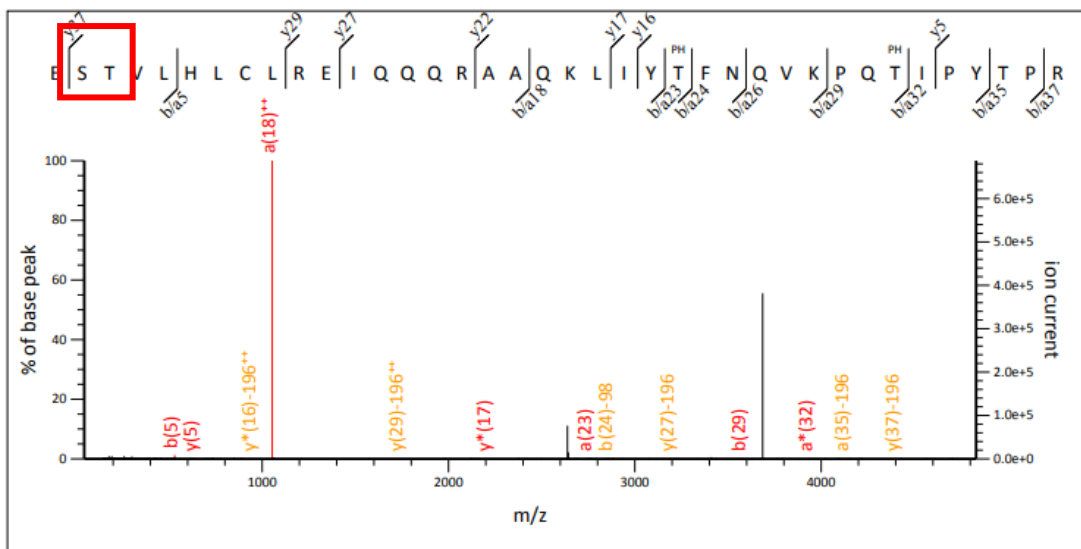 y37 y29 y27 y22 y17 y16 y5
PH PH
E S T V L H L C L R E I Q Q Q R A A Q K L I Y T F N Q V K P Q T I P Y T P R
b/a5 b/a18 b/a23 b/a24 b/a26 b/a29 b/a32 b/a35 b/a37
a(18)++
b(5)
y(5)
y*(16)-196++
y(29)-196++
y*(17)
a(23)
b(24)-98
y(27)-196
b(29)
a*(32)
a(35)-196
y(37)-196
% of base peak
100
80
60
40
20
0
ion current
6.0e+5
5.0e+5
4.0e+5
3.0e+5
2.0e+5
1.0e+5
0.0e+0
1000 2000 3000 4000
m/z